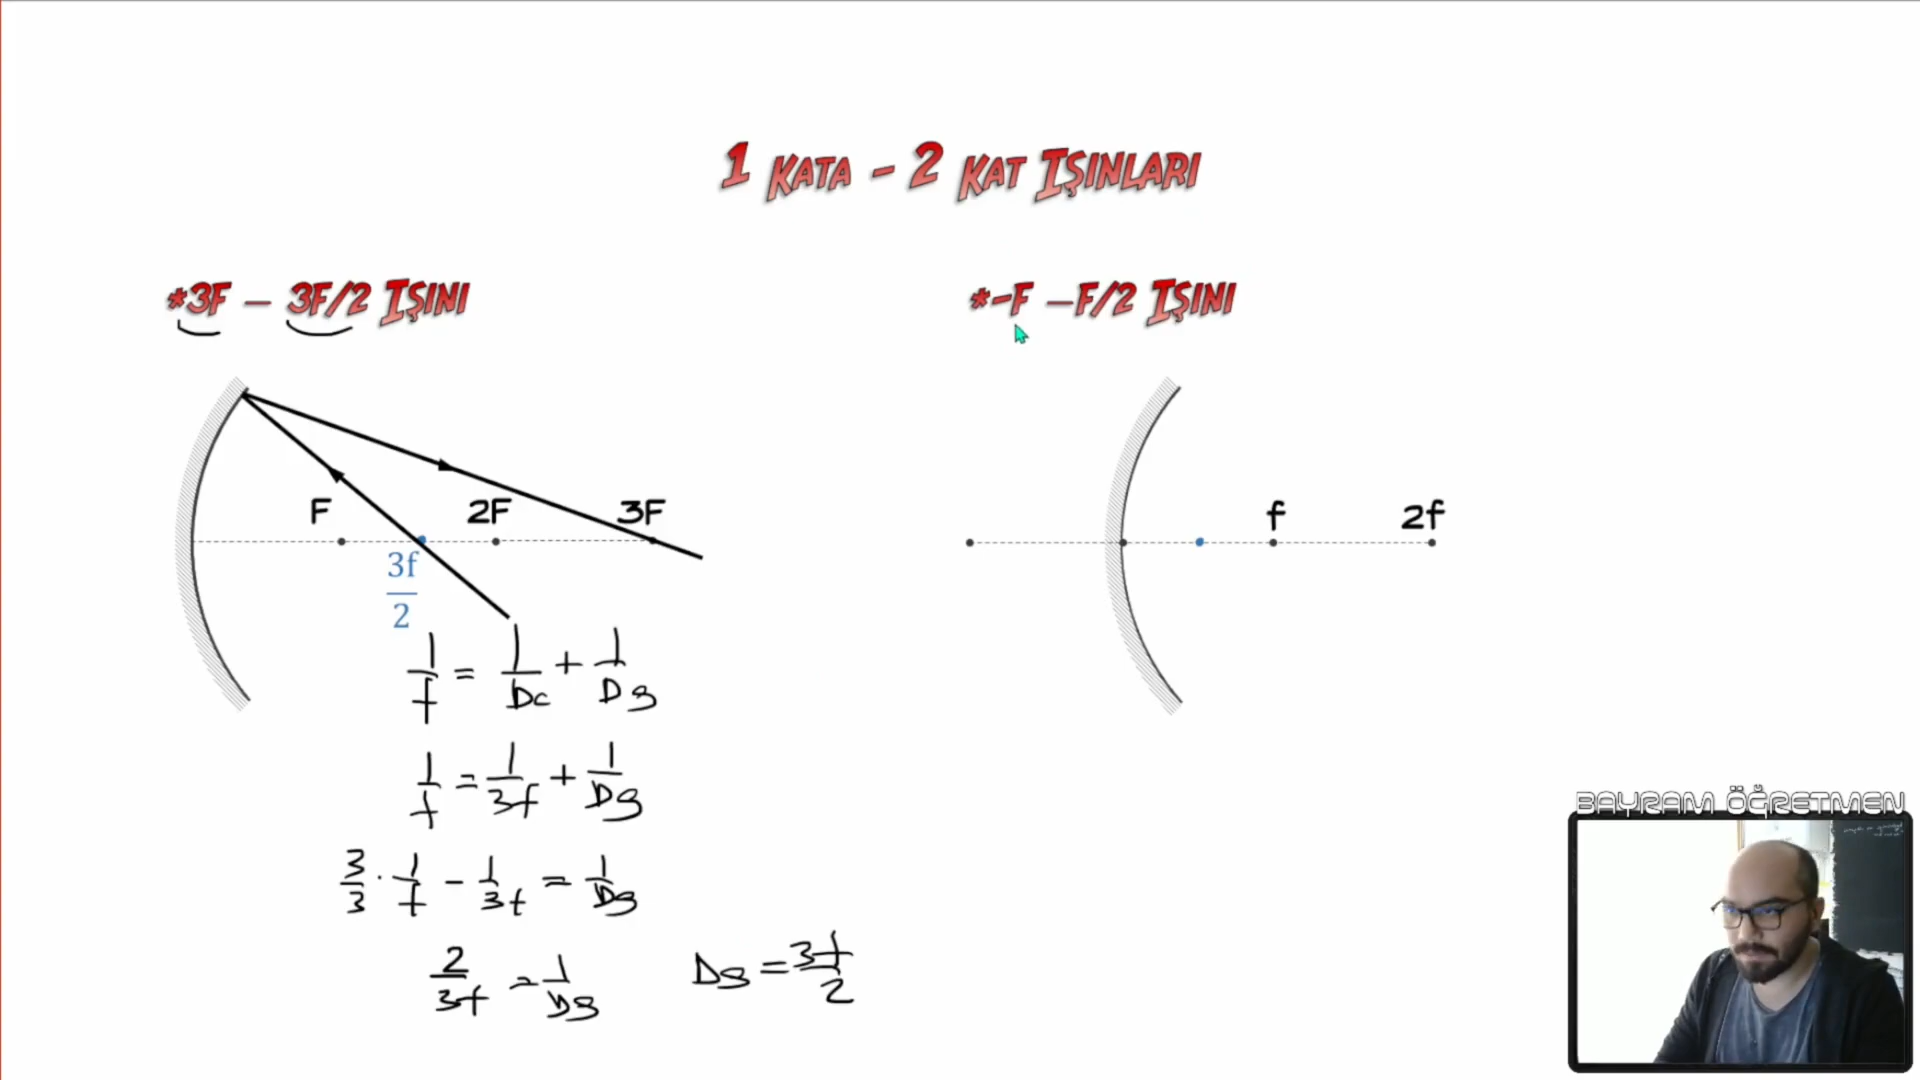 1 KATA - 2 KAT IŞINLARI
*3F - 3F/2 IŞINI
F
2F
3F
3f
2
1/f = 1/Dc + 1/Dg
1/f = 1/3f + 1/Dg
3/3 · 1/f - 1/3f = 1/Dg
2/3f = 1/Dg
Dg = 3f/2
*-F -F/2 IŞINI
f
2f
BAYRAM ÖĞRETMEN